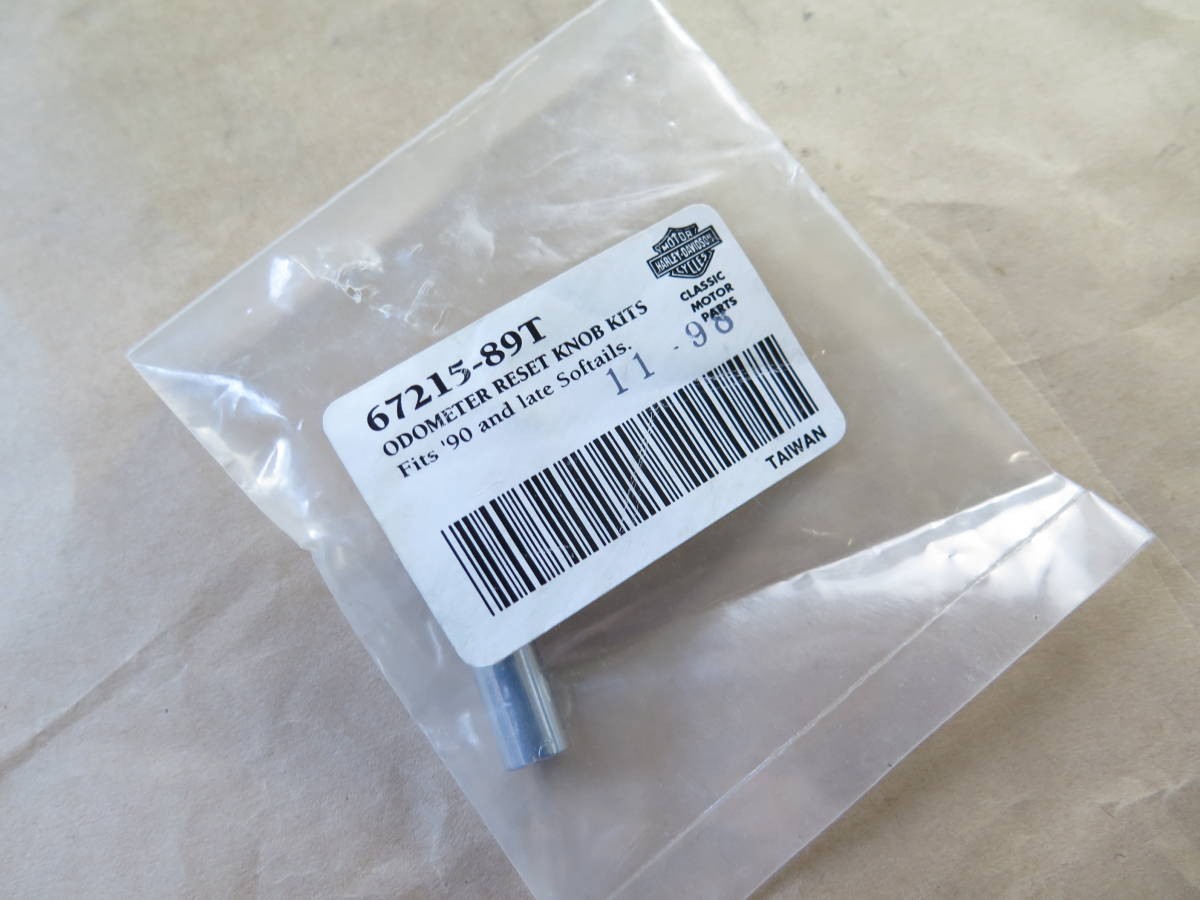 MOTOR
HARLEY-DAVIDSON
CYCLES
CLASSIC
MOTOR
PARTS
67215-89T
ODOMETER RESET KNOB KITS
Fits '90 and late Softails.
11 - 98
TAIWAN